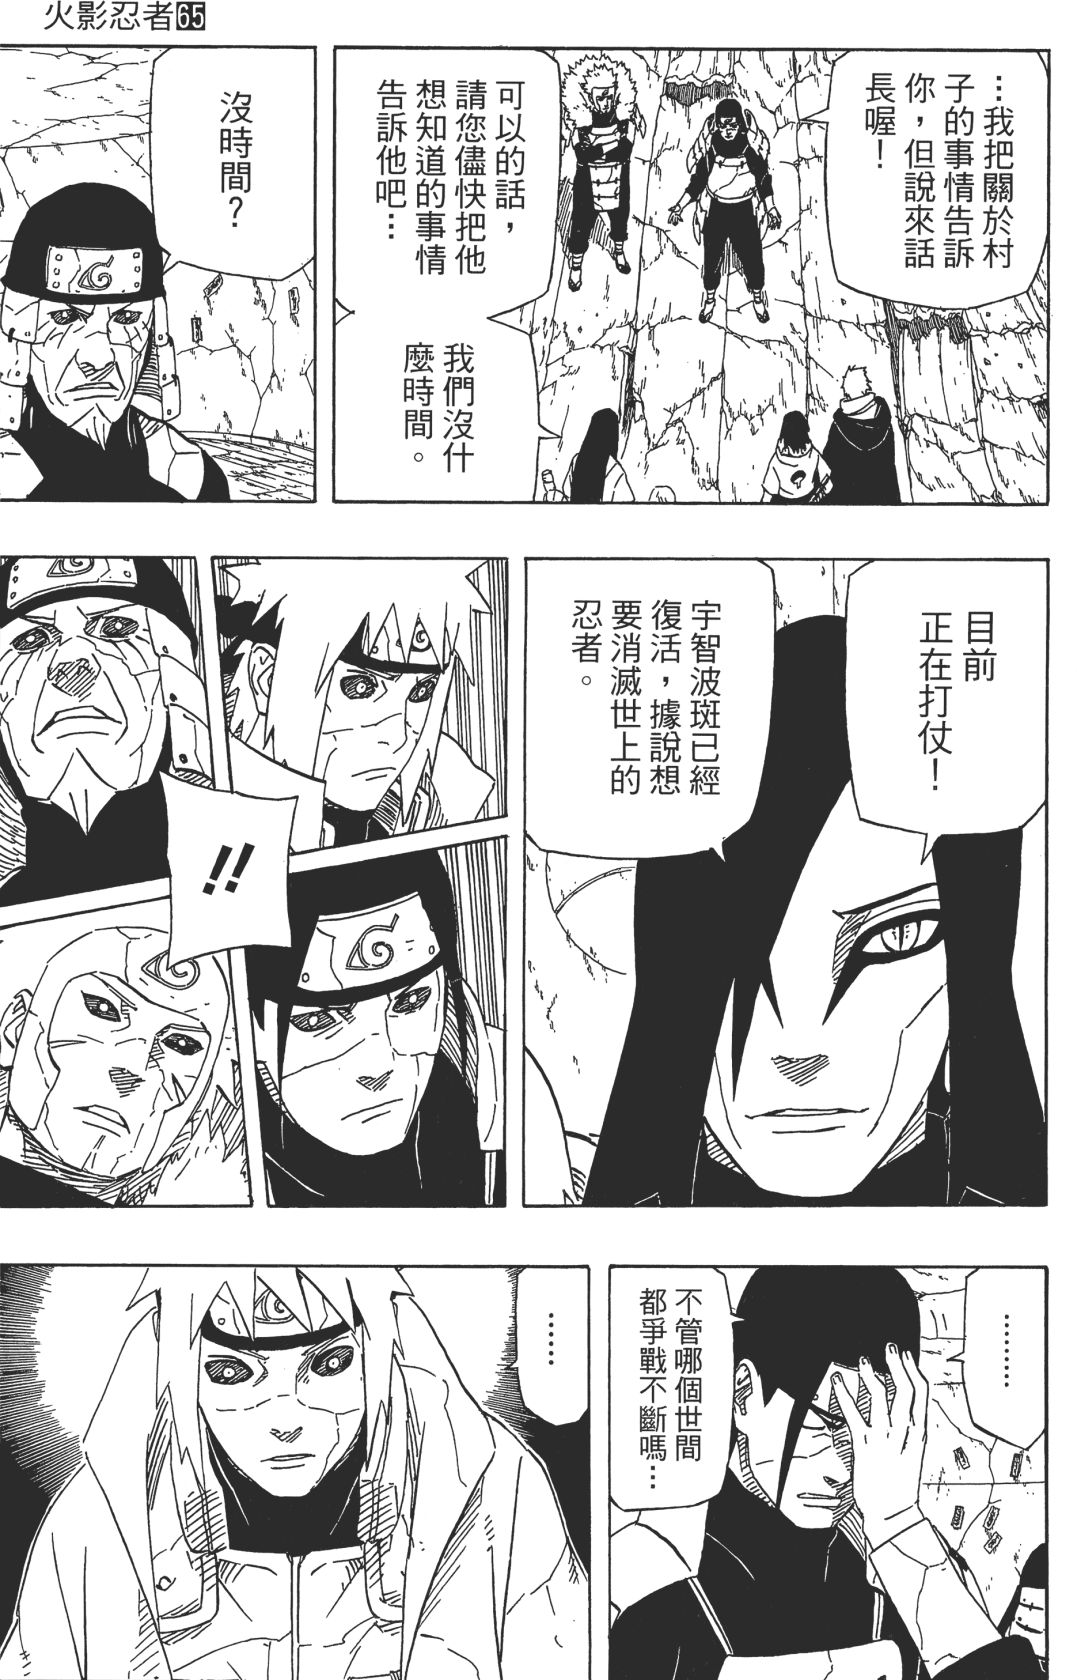 火影忍者65
…我把關於村
子的事情告訴
你，但說來話
長喔！
可以的話，
請您儘快把他
想知道的事情
告訴他吧…
我們沒什
麼時間。
沒時間？
目前
正在打仗！
宇智波斑已經
復活，據說想
要消滅世上的
忍者。
!!
………
不管哪個世間
都爭戰不斷嗎…
……